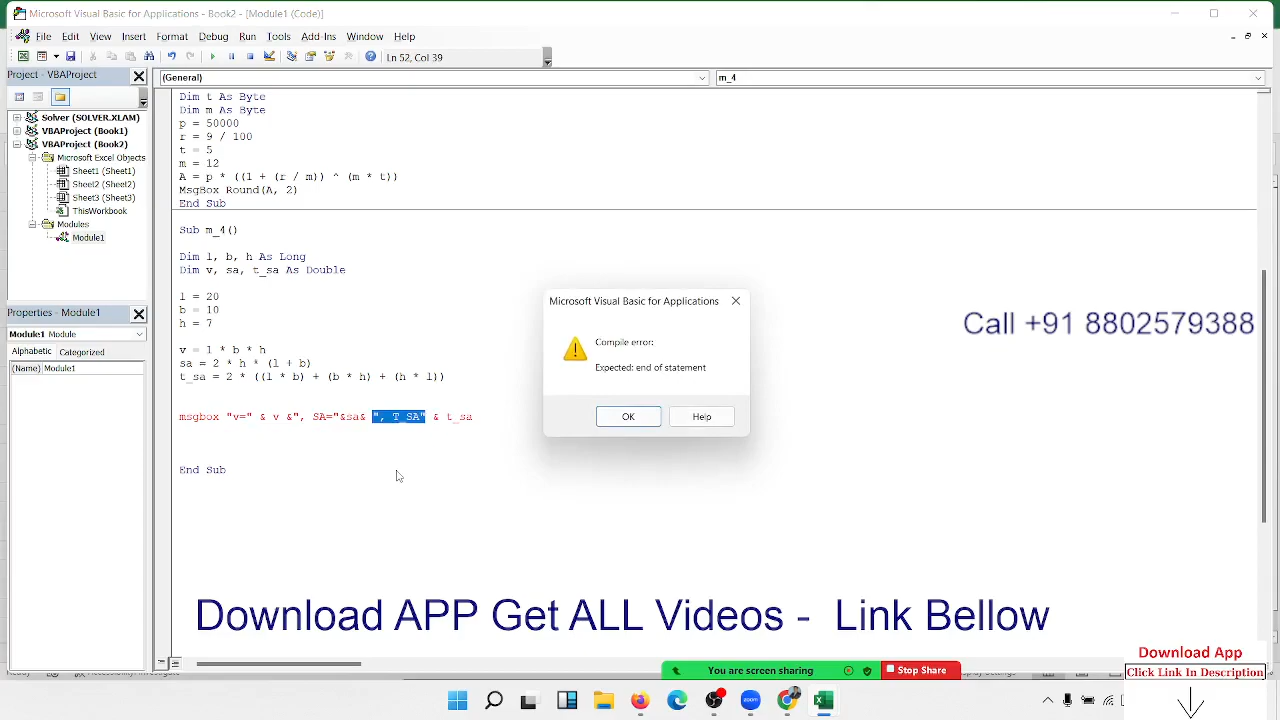 Microsoft Visual Basic for Applications - Book2 - [Module1 (Code)]
File Edit View Insert Format Debug Run Tools Add-Ins Window Help
Ln 52, Col 39
Project - VBAProject
(General)
m_4
Solver (SOLVER.XLAM)
VBAProject (Book1)
VBAProject (Book2)
Microsoft Excel Objects
Sheet1 (Sheet1)
Sheet2 (Sheet2)
Sheet3 (Sheet3)
ThisWorkbook
Modules
Module1
Properties - Module1
Module1 Module
Alphabetic Categorized
(Name) Module1
Dim t As Byte
Dim m As Byte
p = 50000
r = 9 / 100
t = 5
m = 12
A = p * ((1 + (r / m)) ^ (m * t))
MsgBox Round(A, 2)
End Sub
Sub m_4()
Dim l, b, h As Long
Dim v, sa, t_sa As Double
l = 20
b = 10
h = 7
v = l * b * h
sa = 2 * h * (l + b)
t_sa = 2 * ((l * b) + (b * h) + (h * l))
msgbox "v=" & v &", SA="&sa& ", T_SA" & t_sa
End Sub
Microsoft Visual Basic for Applications
Compile error:
Expected: end of statement
OK
Help
Call +91 8802579388
Download APP Get ALL Videos - Link Bellow
You are screen sharing
Stop Share
Download App
Click Link In Description
zoom